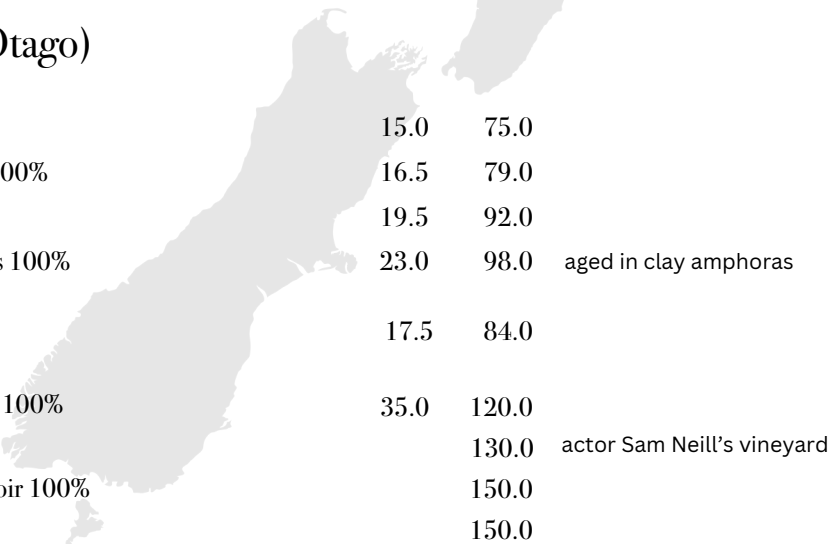 Otago)
15.0 75.0
00% 16.5 79.0
19.5 92.0
s 100% 23.0 98.0 aged in clay amphoras
17.5 84.0
100% 35.0 120.0
130.0 actor Sam Neill’s vineyard
oir 100% 150.0
150.0